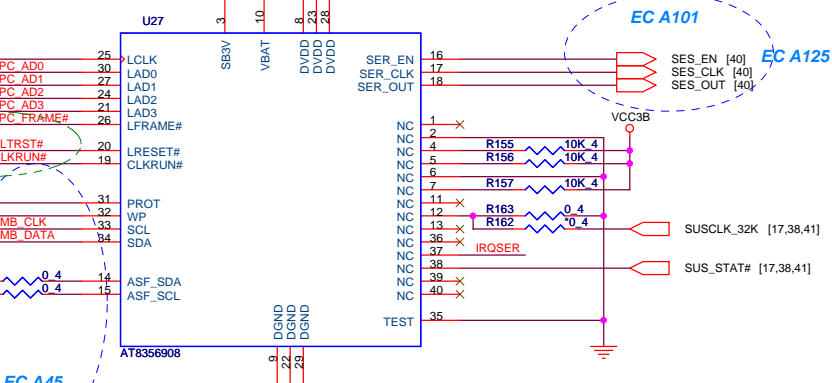 U27
EC A101
3
10
8
23
28
SB3V
VBAT
DVDD
DVDD
DVDD
25 LCLK
SER_EN 16
SES_EN [40]
EC A125
PC_AD0 30 LAD0
SER_CLK 17
SES_CLK [40]
PC_AD1 27 LAD1
SER_OUT 18
SES_OUT [40]
PC_AD2 24 LAD2
PC_AD3 21 LAD3
PC_FRAME# 26 LFRAME#
VCC3B
NC 1
NC 2
LTRST# 20 LRESET#
NC 4 R155 10K_4
LKRUN# 19 CLKRUN#
NC 5 R156 10K_4
NC 6
NC 7 R157 10K_4
31 PROT
NC 11
32 WP
NC 12 R163 0_4
MB_CLK 33 SCL
NC 13 R162 *0_4
SUSCLK_32K [17,38,41]
MB_DATA 34 SDA
NC 36
NC 37 IRQSER
NC 38
SUS_STAT# [17,38,41]
0_4 14 ASF_SDA
NC 39
0_4 15 ASF_SCL
NC 40
TEST 35
DGND
DGND
DGND
AT8356908
9
22
29
EC A45